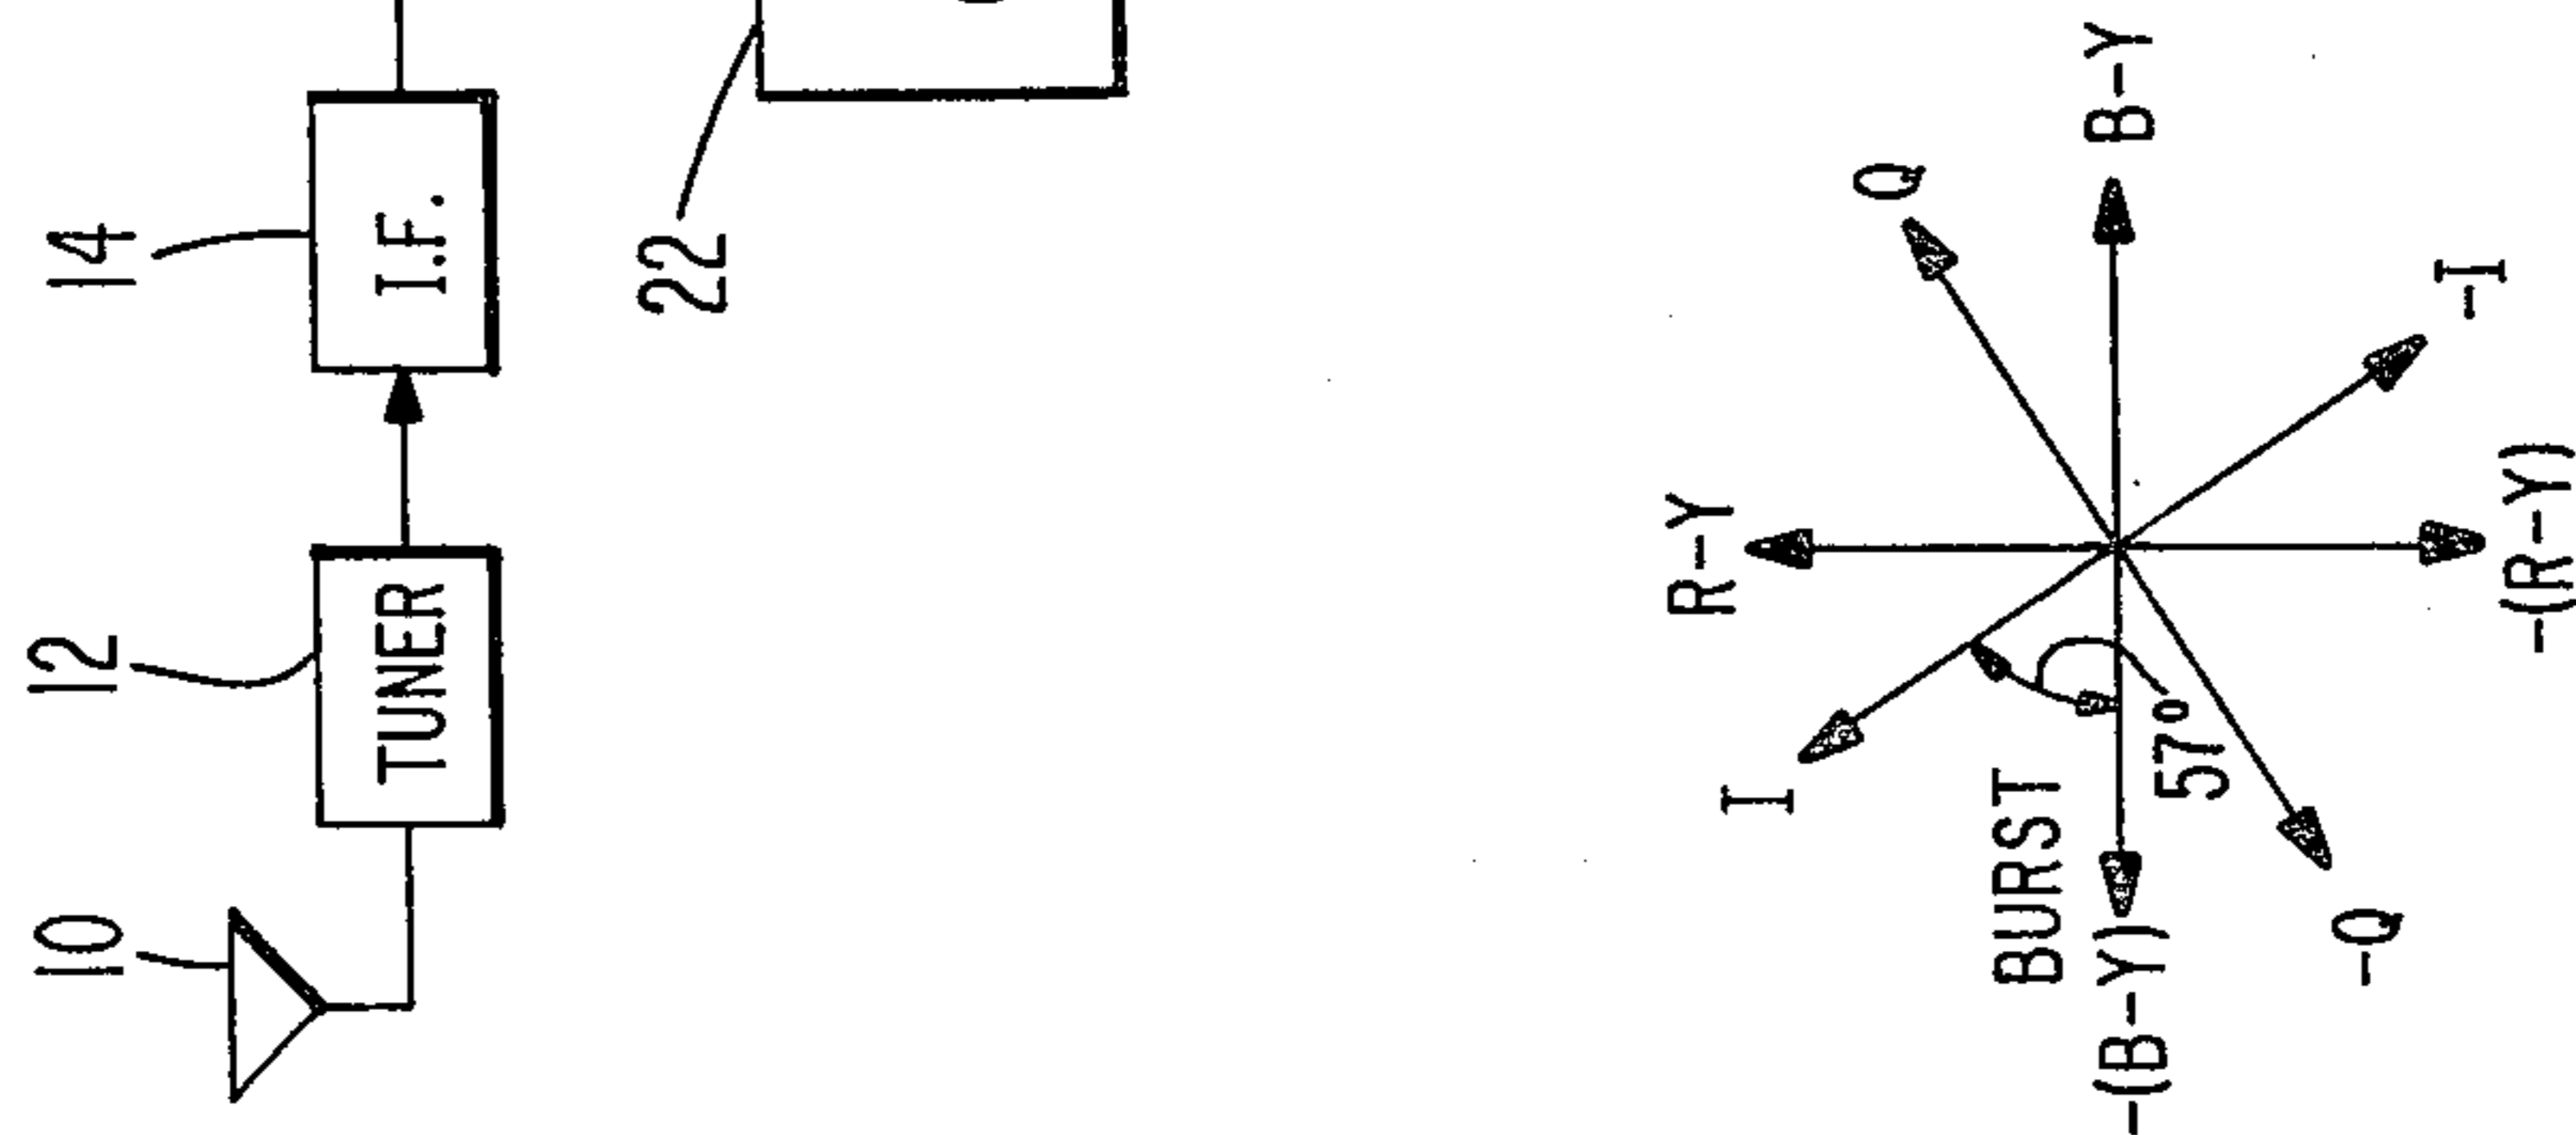 10
12
14
TUNER
I.F.
22
R-Y
I
Q
BURST
-(B-Y)
B-Y
57°
-Q
-I
-(R-Y)